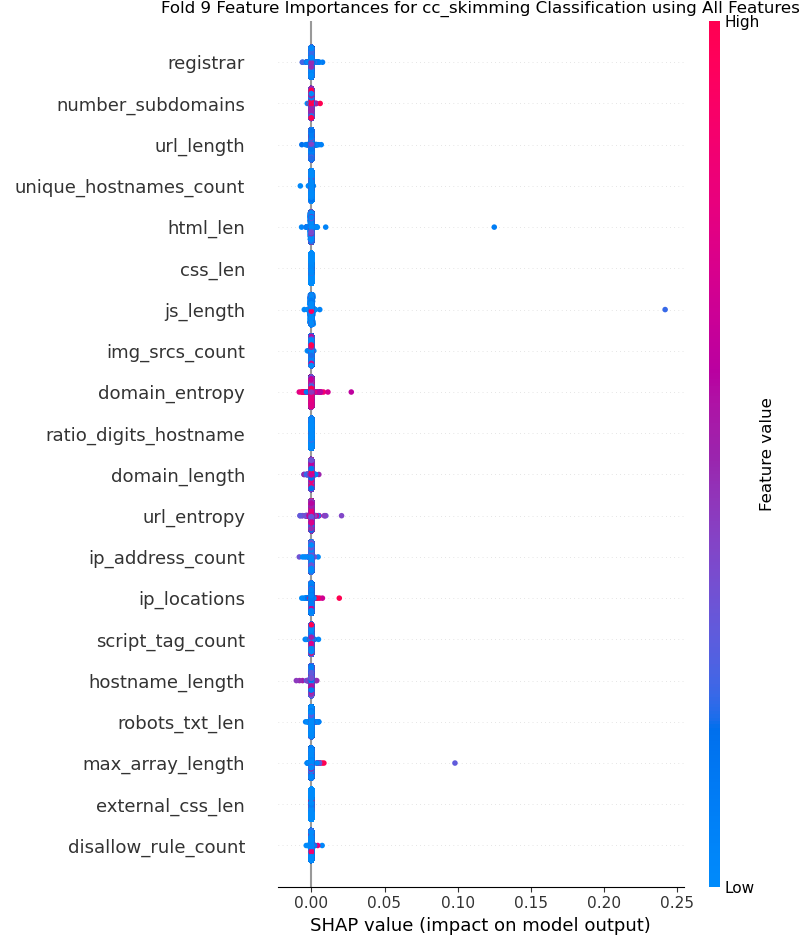 Fold 9 Feature Importances for cc_skimming Classification using All Features
High
registrar
number_subdomains
url_length
unique_hostnames_count
html_len
css_len
js_length
img_srcs_count
domain_entropy
ratio_digits_hostname
domain_length
url_entropy
ip_address_count
ip_locations
script_tag_count
hostname_length
robots_txt_len
max_array_length
external_css_len
disallow_rule_count
Feature value
Low
0.00 0.05 0.10 0.15 0.20 0.25
SHAP value (impact on model output)